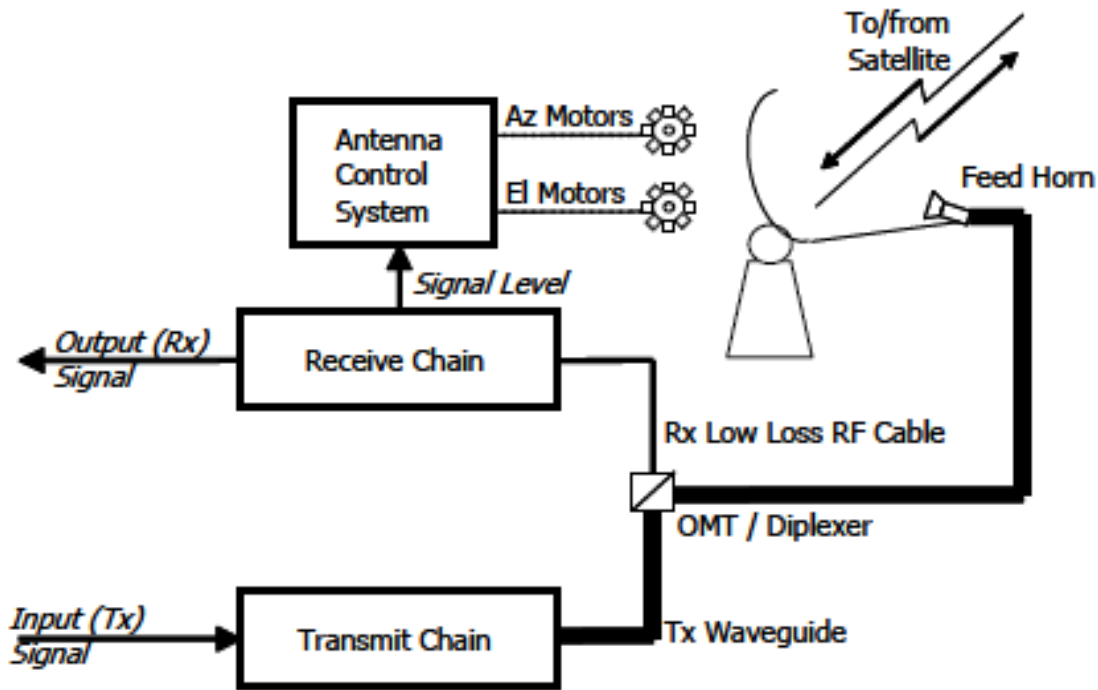 To/from
Satellite
Az Motors
Antenna
Control
System
El Motors
Feed Horn
Signal Level
Output (Rx)
Signal
Receive Chain
Rx Low Loss RF Cable
OMT / Diplexer
Input (Tx)
Signal
Transmit Chain
Tx Waveguide